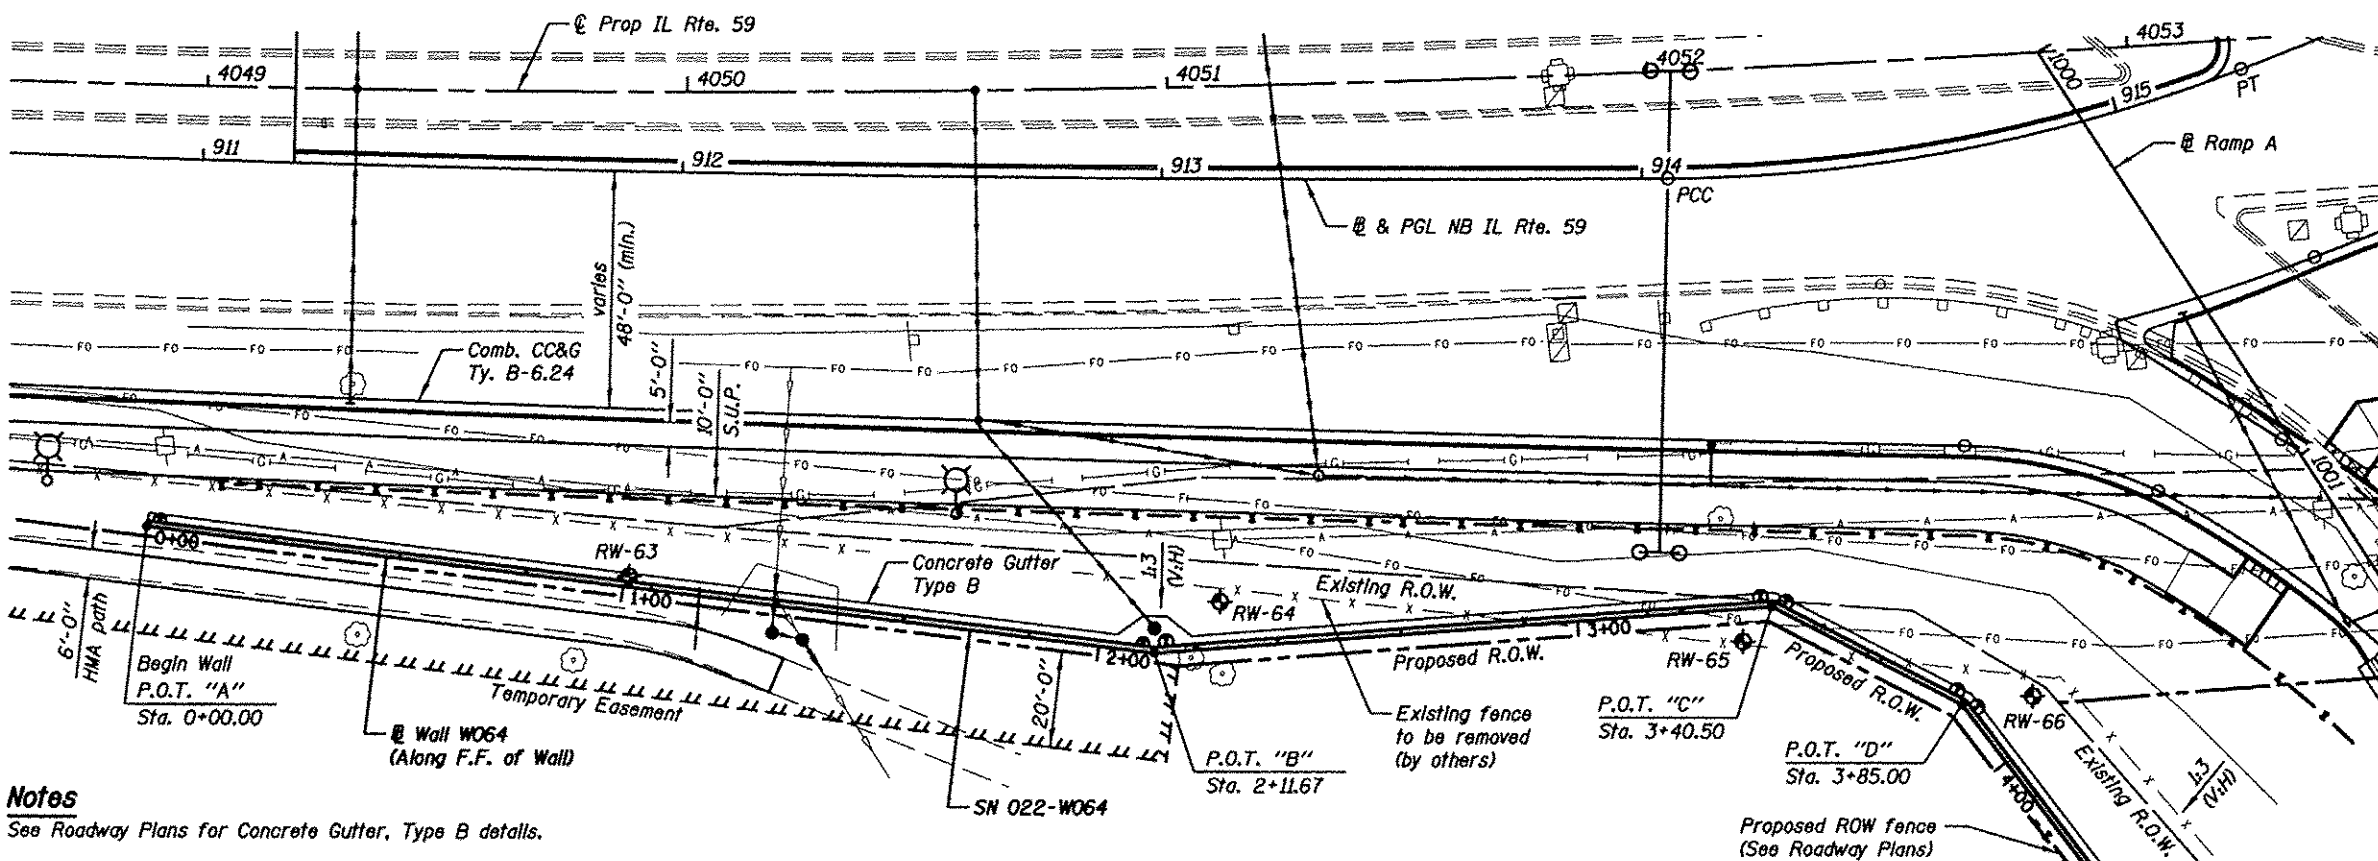 ℄ Prop IL Rte. 59
4049
4050
4051
4052
4053
1000
915
PT
911
912
913
914
PCC
℄ Ramp A
℄ & PGL NB IL Rte. 59
varies
48'-0" (min.)
Comb. CC&G
Ty. B-6.24
5'-0"
10'-0"
S.U.P.
1001
0+00
RW-63
1+00
Concrete Gutter
Type B
1:3
(V:H)
RW-64
Existing R.O.W.
2+00
3+00
Proposed R.O.W.
RW-65
Proposed R.O.W.
RW-66
6'-0"
HMA path
Begin Wall
P.O.T. "A"
Sta. 0+00.00
Temporary Easement
20'-0"
℄ Wall W064
(Along F.F. of Wall)
SN 022-W064
P.O.T. "B"
Sta. 2+11.67
Existing fence
to be removed
(by others)
P.O.T. "C"
Sta. 3+40.50
P.O.T. "D"
Sta. 3+85.00
4+00
Existing R.O.W.
1:3
(V:H)
Proposed ROW fence
(See Roadway Plans)
Notes
See Roadway Plans for Concrete Gutter, Type B details.